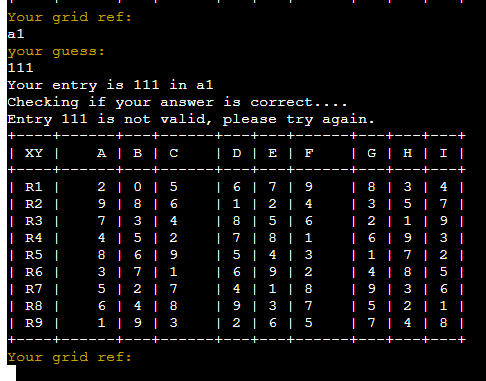 Your grid ref:
a1
your guess:
111
Your entry is 111 in a1
Checking if your answer is correct....
Entry 111 is not valid, please try again.
+----+-------+---+------+---+---+------+---+---+---+
| XY | A | B | C | D | E | F | G | H | I |
+----+-------+---+------+---+---+------+---+---+---+
| R1 | 2 | 0 | 5 | 6 | 7 | 9 | 8 | 3 | 4 |
| R2 | 9 | 8 | 6 | 1 | 2 | 4 | 3 | 5 | 7 |
| R3 | 7 | 3 | 4 | 8 | 5 | 6 | 2 | 1 | 9 |
| R4 | 4 | 5 | 2 | 7 | 8 | 1 | 6 | 9 | 3 |
| R5 | 8 | 6 | 9 | 5 | 4 | 3 | 1 | 7 | 2 |
| R6 | 3 | 7 | 1 | 6 | 9 | 2 | 4 | 8 | 5 |
| R7 | 5 | 2 | 7 | 4 | 1 | 8 | 9 | 3 | 6 |
| R8 | 6 | 4 | 8 | 9 | 3 | 7 | 5 | 2 | 1 |
| R9 | 1 | 9 | 3 | 2 | 6 | 5 | 7 | 4 | 8 |
+----+-------+---+------+---+---+------+---+---+---+
Your grid ref: